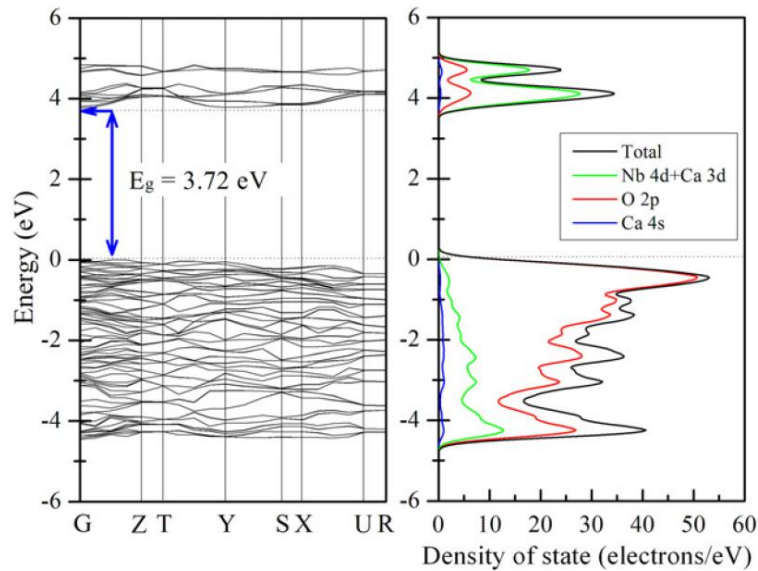 6
4
2
0
-2
-4
-6
Energy (eV)
E_g = 3.72 eV
G Z T Y S X U R
6
4
2
0
-2
-4
-6
Total
Nb 4d+Ca 3d
O 2p
Ca 4s
0 10 20 30 40 50 60
Density of state (electrons/eV)